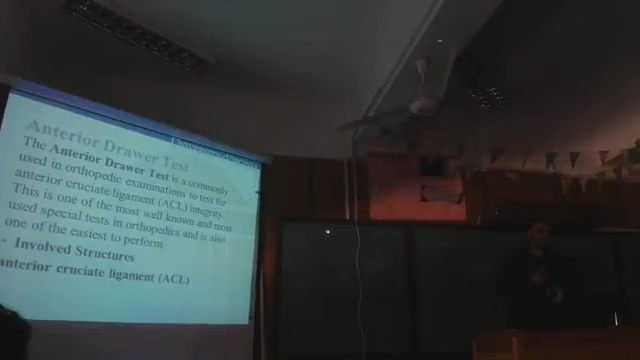 Anterior Drawer Test
The Anterior Drawer Test is a commonly
used in orthopedic examinations to test for
anterior cruciate ligament (ACL) integrity.
This is one of the most well known and most
used special tests in orthopedics and is also
one of the easiest to perform.
- Involved Structures
anterior cruciate ligament (ACL)